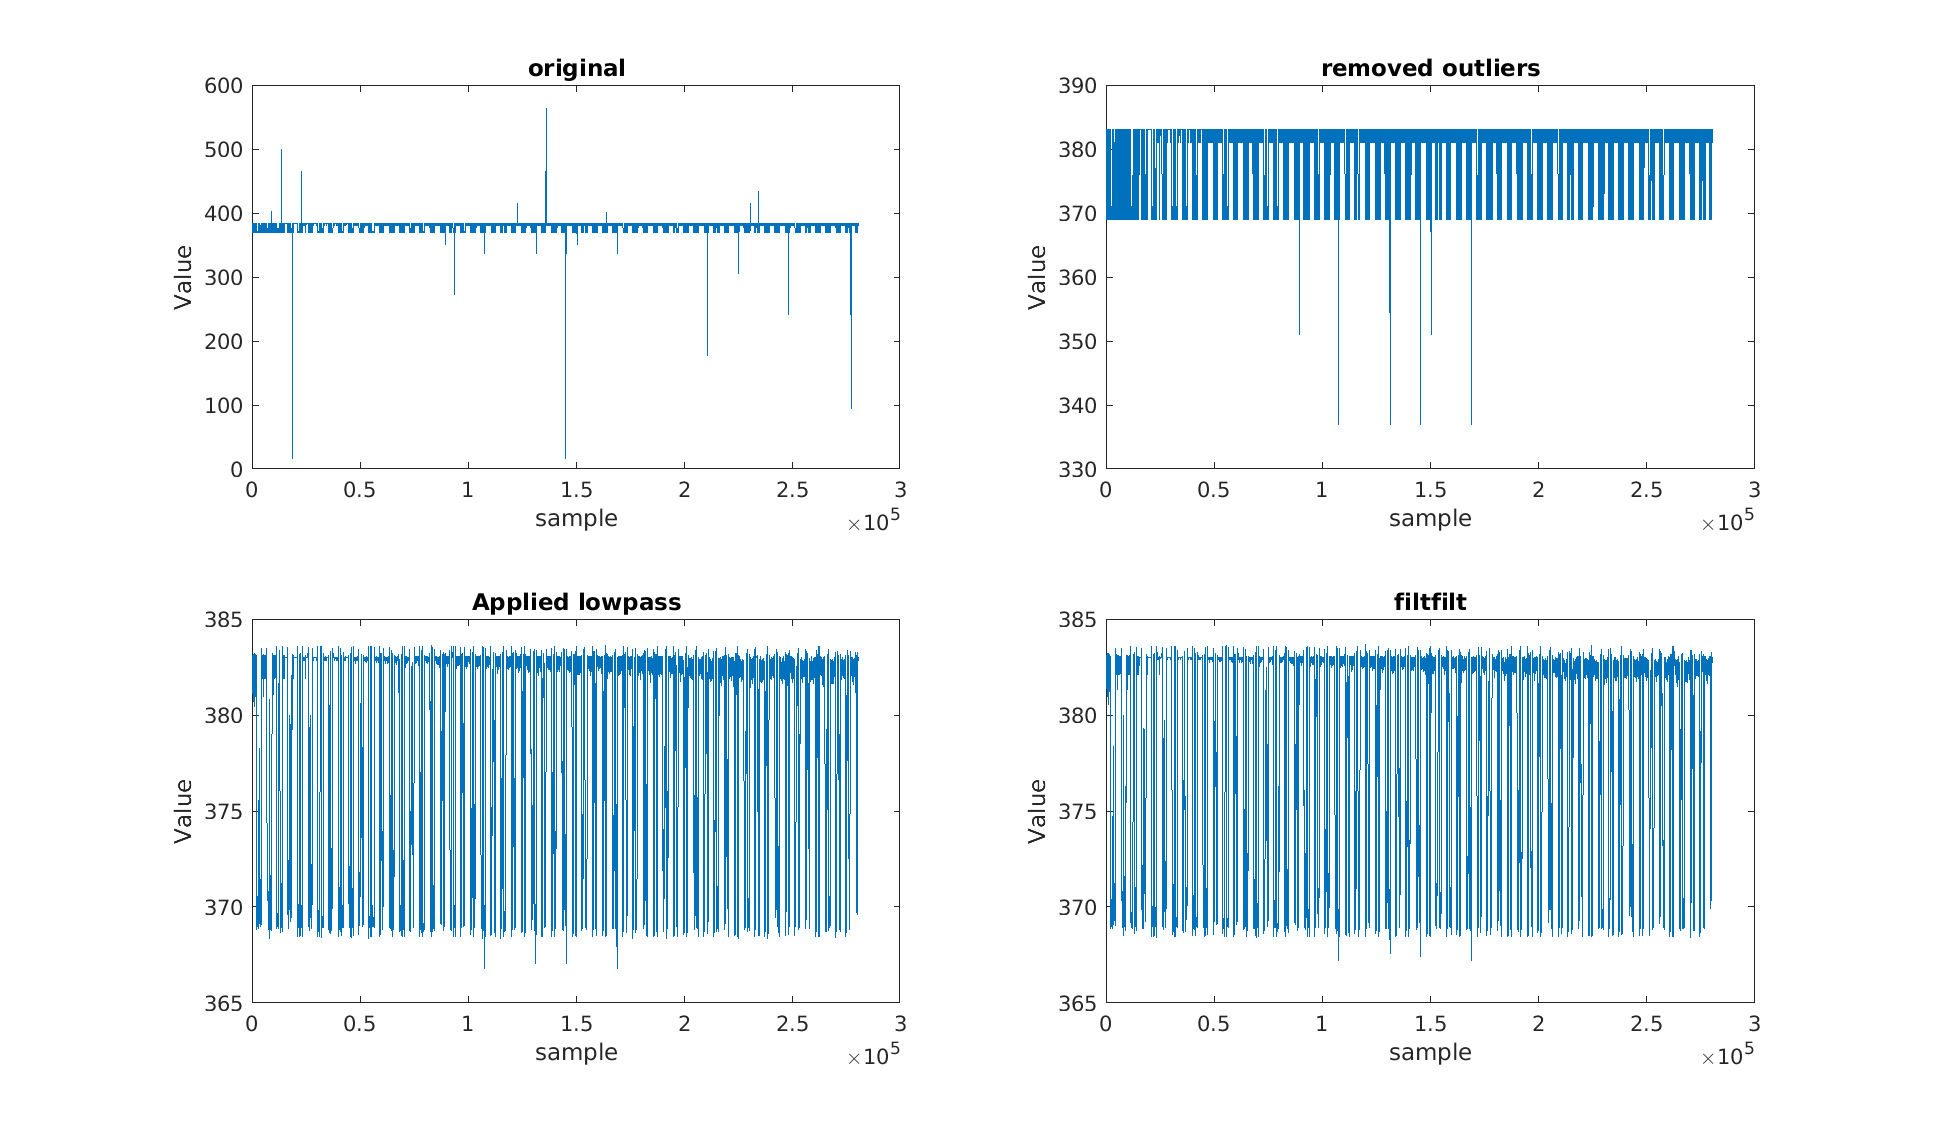 original
600
500
400
300
200
100
0
Value
0 0.5 1 1.5 2 2.5 3
sample
×10^5
removed outliers
390
380
370
360
350
340
330
Value
0 0.5 1 1.5 2 2.5 3
sample
×10^5
Applied lowpass
385
380
375
370
365
Value
0 0.5 1 1.5 2 2.5 3
sample
×10^5
filtfilt
385
380
375
370
365
Value
0 0.5 1 1.5 2 2.5 3
sample
×10^5